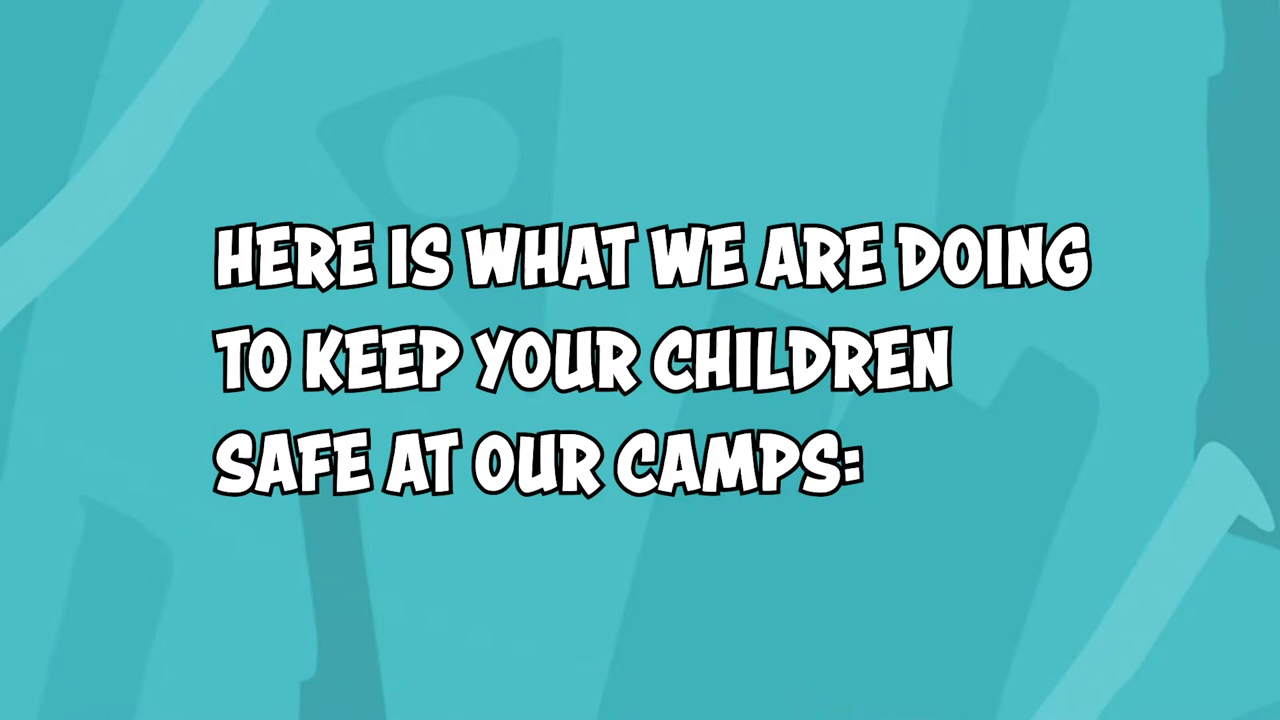 HERE IS WHAT WE ARE DOING
TO KEEP YOUR CHILDREN
SAFE AT OUR CAMPS: